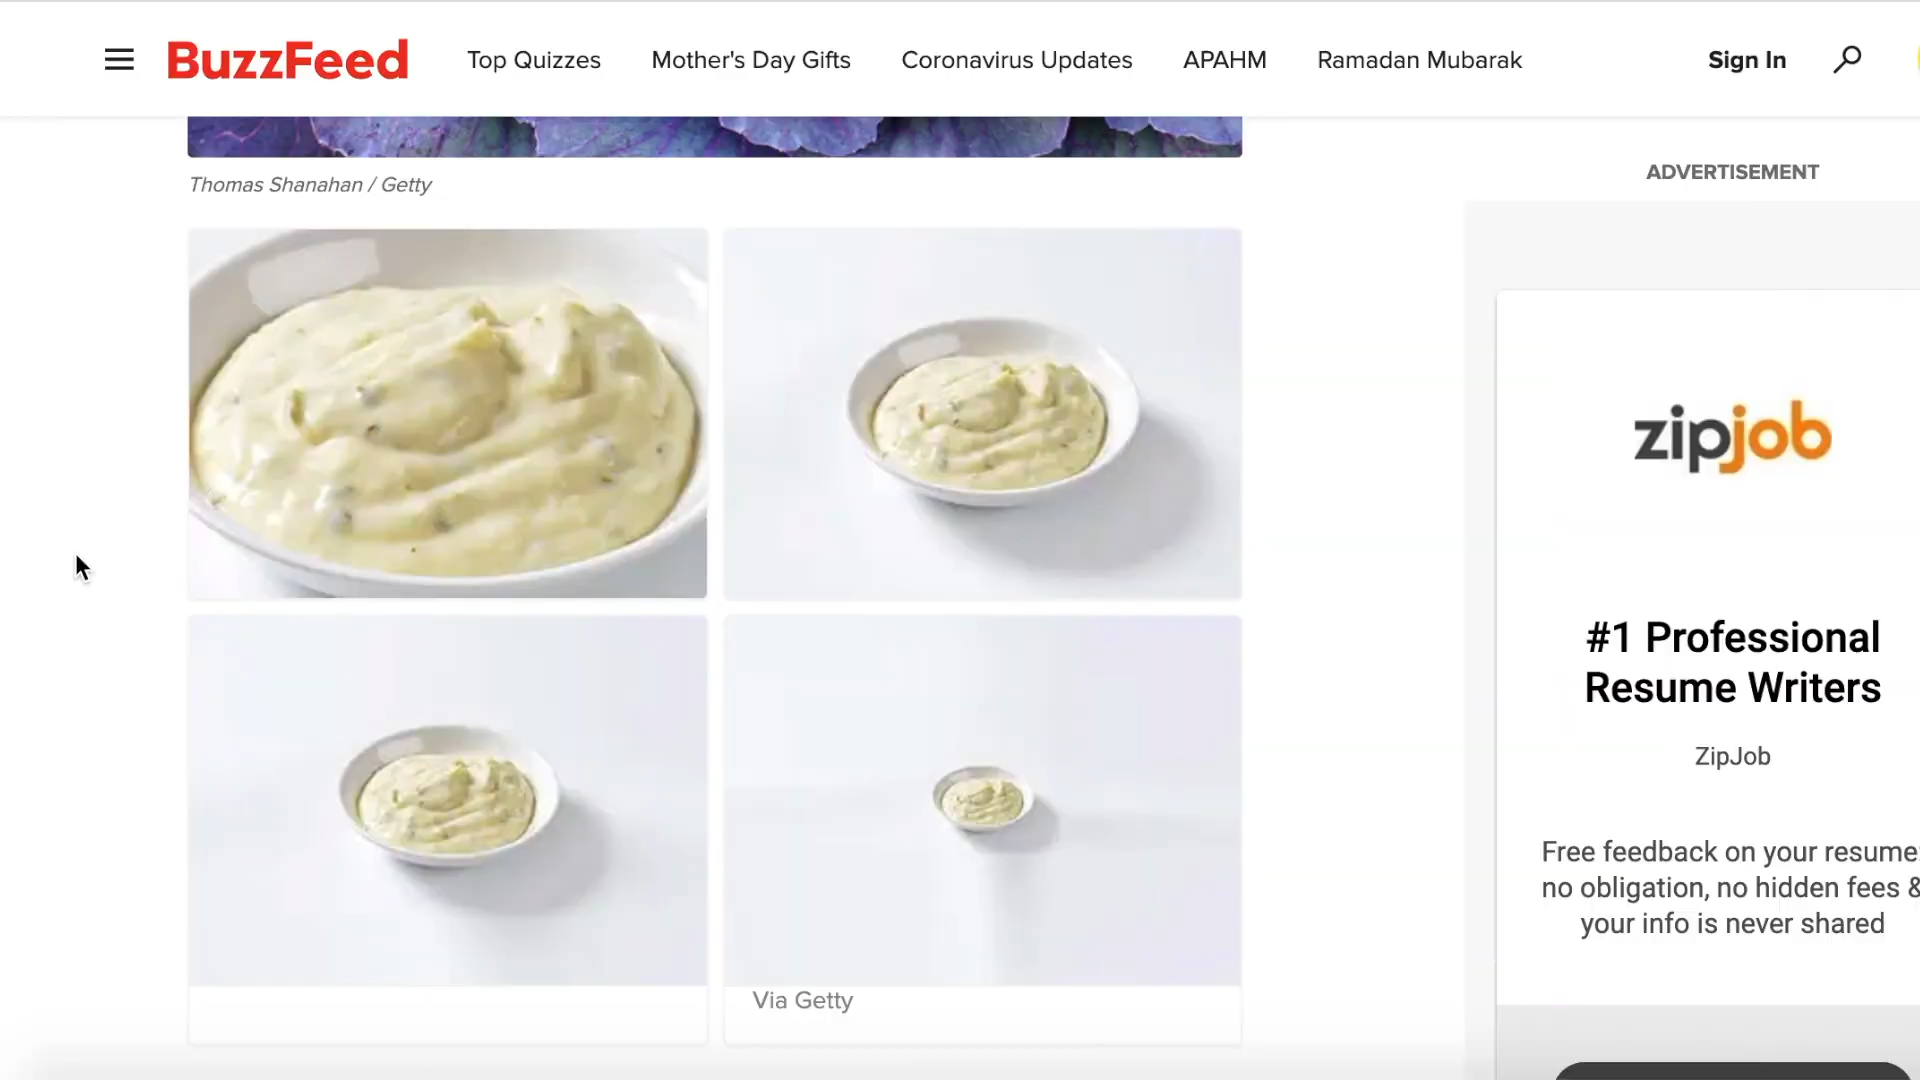 BuzzFeed
Top Quizzes
Mother's Day Gifts
Coronavirus Updates
APAHM
Ramadan Mubarak
Sign In
Thomas Shanahan / Getty
Via Getty
ADVERTISEMENT
zipjob
#1 Professional
Resume Writers
ZipJob
Free feedback on your resume:
no obligation, no hidden fees &
your info is never shared